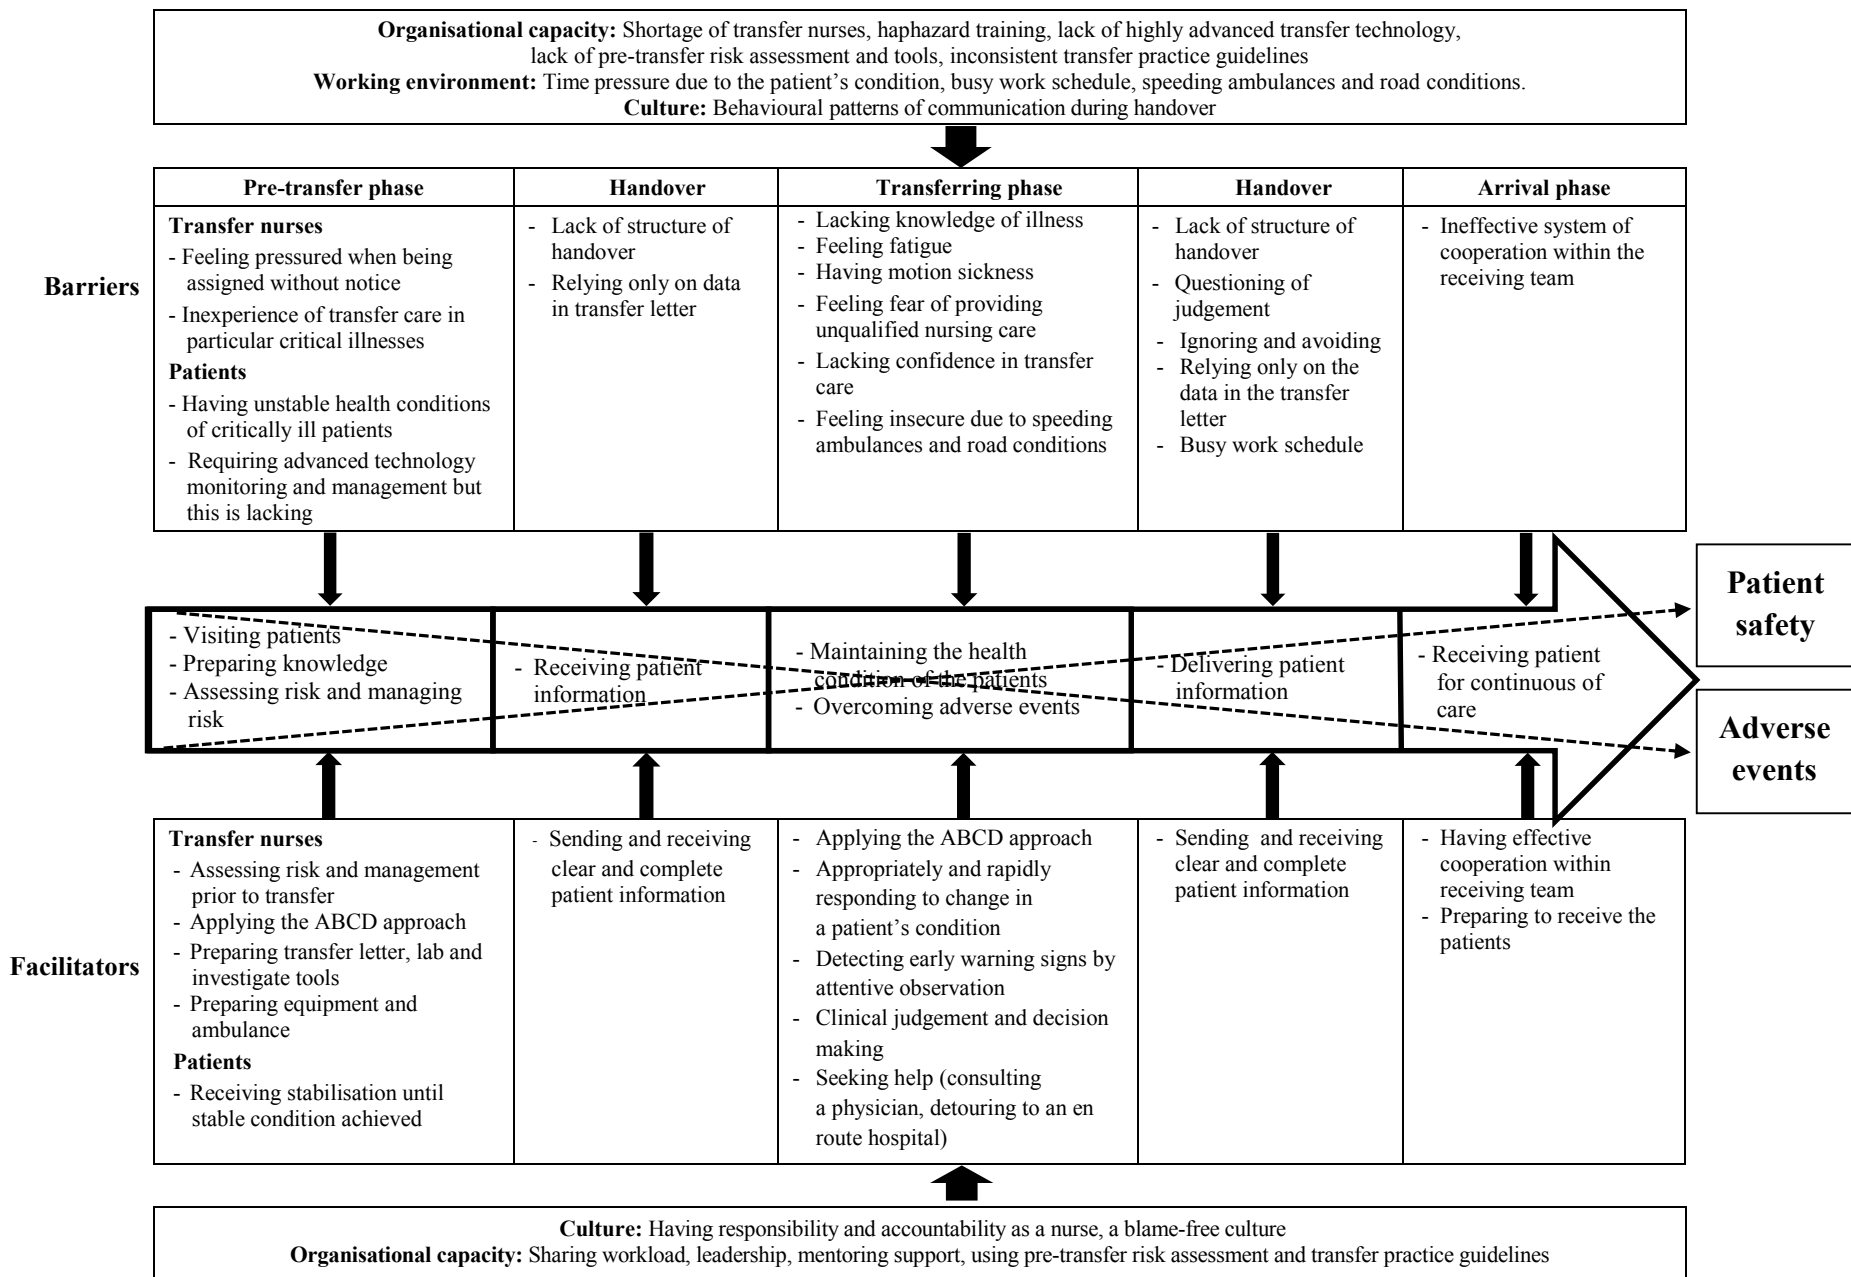 Organisational capacity: Shortage of transfer nurses, haphazard training, lack of highly advanced transfer technology,
lack of pre-transfer risk assessment and tools, inconsistent transfer practice guidelines
Working environment: Time pressure due to the patient’s condition, busy work schedule, speeding ambulances and road conditions.
Culture: Behavioural patterns of communication during handover
Barriers
Pre-transfer phase
Transfer nurses
- Feeling pressured when being
assigned without notice
- Inexperience of transfer care in
particular critical illnesses
Patients
- Having unstable health conditions
of critically ill patients
- Requiring advanced technology
monitoring and management but
this is lacking
Handover
- Lack of structure of
handover
- Relying only on data
in transfer letter
Transferring phase
- Lacking knowledge of illness
- Feeling fatigue
- Having motion sickness
- Feeling fear of providing
unqualified nursing care
- Lacking confidence in transfer
care
- Feeling insecure due to speeding
ambulances and road conditions
Handover
- Lack of structure of
handover
- Questioning of
judgement
- Ignoring and avoiding
- Relying only on the
data in the transfer
letter
- Busy work schedule
Arrival phase
- Ineffective system of
cooperation within the
receiving team
- Visiting patients
- Preparing knowledge
- Assessing risk and managing
risk
- Receiving patient
information
- Maintaining the health
condition of the patients
- Overcoming adverse events
- Delivering patient
information
- Receiving patient
for continuous of
care
Patient
safety
Adverse
events
Facilitators
Transfer nurses
- Assessing risk and management
prior to transfer
- Applying the ABCD approach
- Preparing transfer letter, lab and
investigate tools
- Preparing equipment and
ambulance
Patients
- Receiving stabilisation until
stable condition achieved
- Sending and receiving
clear and complete
patient information
- Applying the ABCD approach
- Appropriately and rapidly
responding to change in
a patient’s condition
- Detecting early warning signs by
attentive observation
- Clinical judgement and decision
making
- Seeking help (consulting
a physician, detouring to an en
route hospital)
- Sending and receiving
clear and complete
patient information
- Having effective
cooperation within
receiving team
- Preparing to receive the
patients
Culture: Having responsibility and accountability as a nurse, a blame-free culture
Organisational capacity: Sharing workload, leadership, mentoring support, using pre-transfer risk assessment and transfer practice guidelines